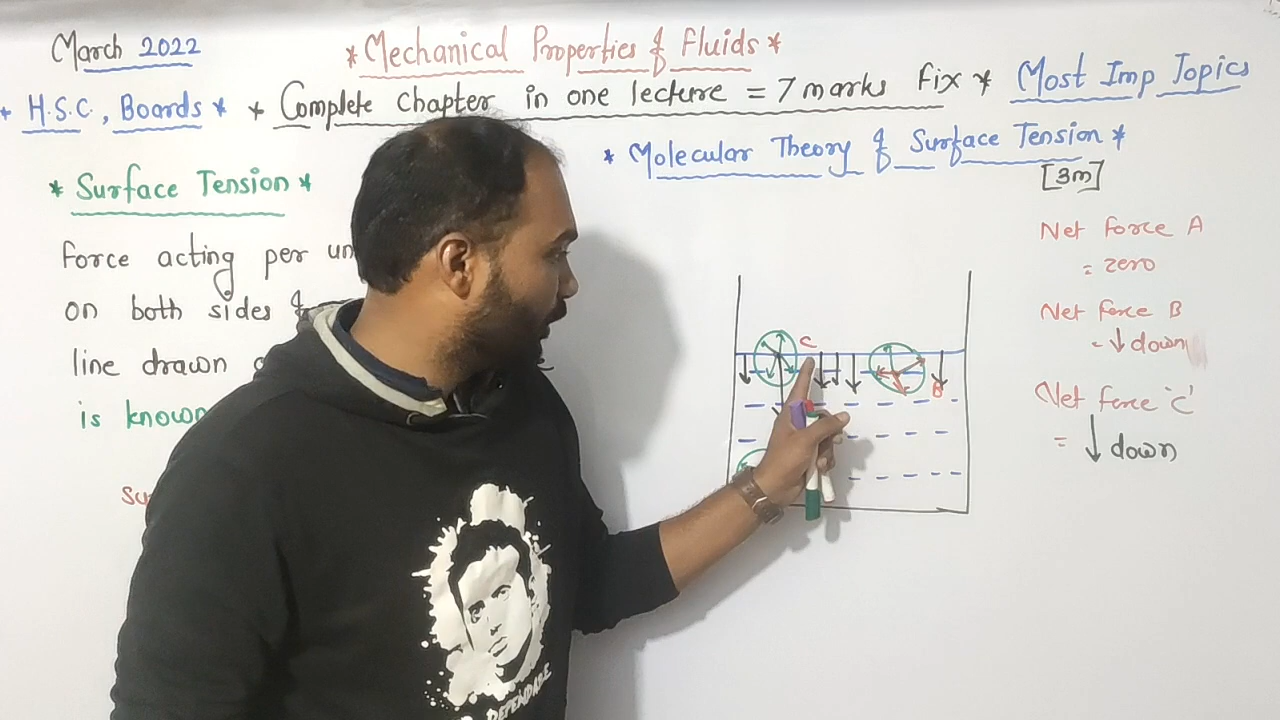 March 2022
*Mechanical Properties of Fluids*
* H.S.C., Boards * * Complete chapter in one lecture = 7 marks fix * Most Imp Topics
* Surface Tension *
force acting per un
on both sides of
line drawn
is known
* Molecular Theory of Surface Tension *
[3m]
Net force A
= zero
Net force B
= ↓ down
Net force 'C'
= ↓ down
C
B
DEPENDABLE